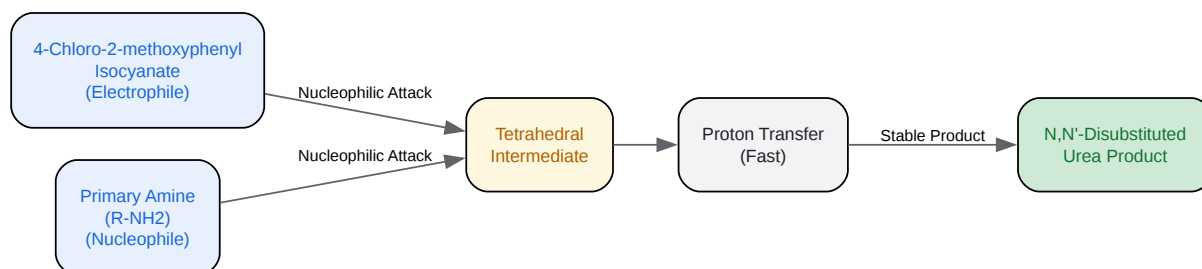 4-Chloro-2-methoxyphenyl
Isocyanate
(Electrophile)
Nucleophilic Attack
Primary Amine
(R-NH2)
(Nucleophile)
Nucleophilic Attack
Tetrahedral
Intermediate
Proton Transfer
(Fast)
Stable Product
N,N'-Disubstituted
Urea Product